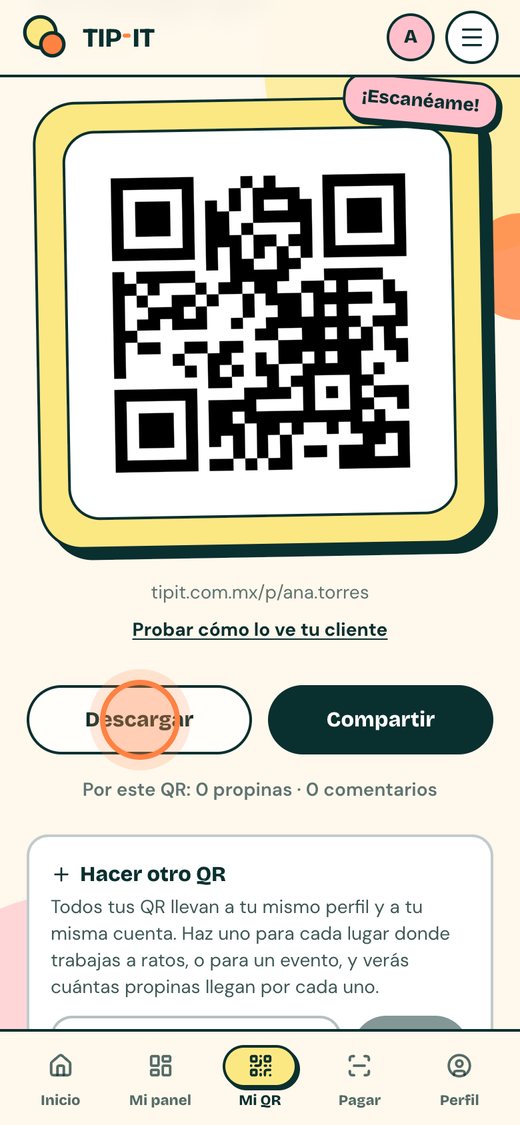 TIP-IT
A
¡Escanéame!
tipit.com.mx/p/ana.torres
Probar cómo lo ve tu cliente
Descargar
Compartir
Por este QR: 0 propinas · 0 comentarios
+ Hacer otro QR
Todos tus QR llevan a tu mismo perfil y a tu
misma cuenta. Haz uno para cada lugar donde
trabajas a ratos, o para un evento, y verás
cuántas propinas llegan por cada uno.
Inicio
Mi panel
Mi QR
Pagar
Perfil